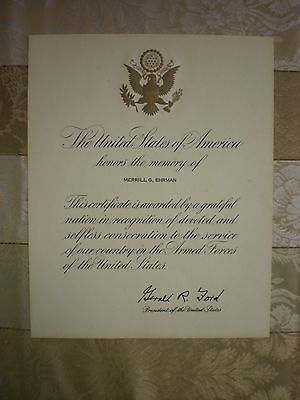 The United States of America
honors the memory of
MERRILL G. EHRMAN
This certificate is awarded by a grateful
nation in recognition of devoted and
selfless consecration to the service
of our country in the Armed Forces
of the United States.
Gerald R. Ford
President of the United States